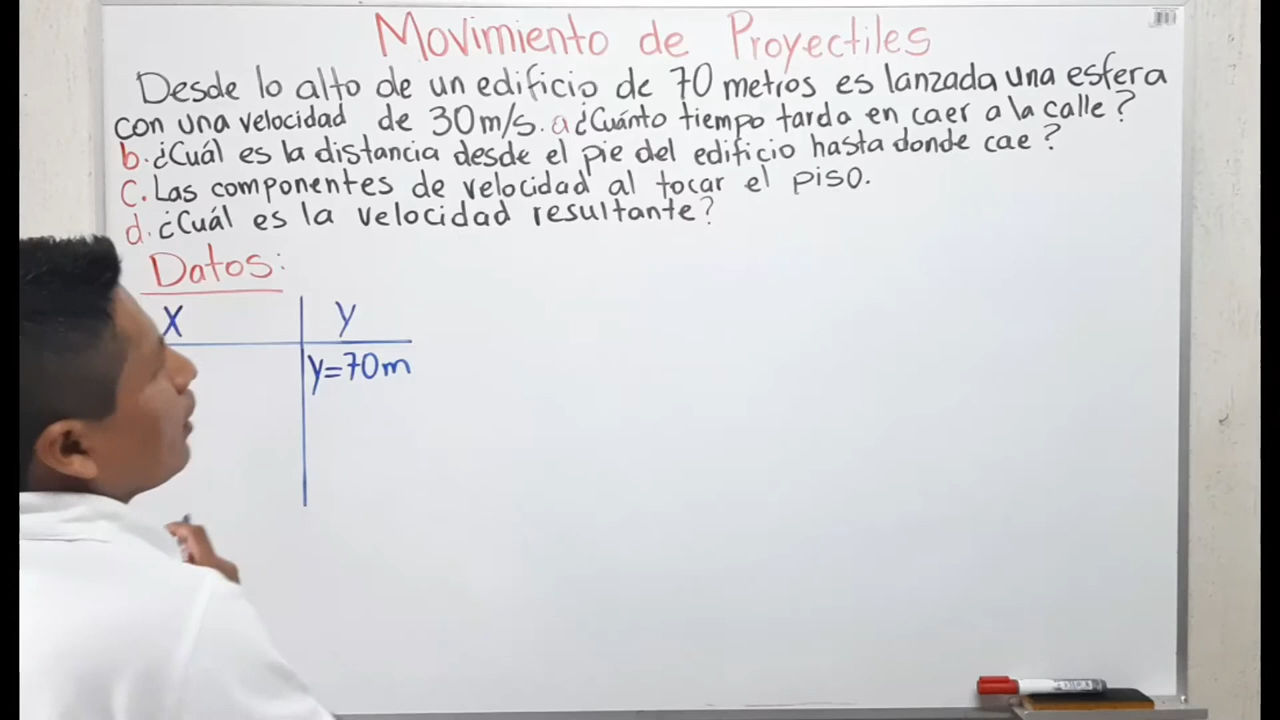 Movimiento de Proyectiles
Desde lo alto de un edificio de 70 metros es lanzada una esfera
con una velocidad de 30m/s. a ¿Cuánto tiempo tarda en caer a la calle?
b. ¿Cuál es la distancia desde el pie del edificio hasta donde cae?
C. Las componentes de velocidad al tocar el piso.
d. ¿Cuál es la velocidad resultante?
Datos:
X Y
y=70m